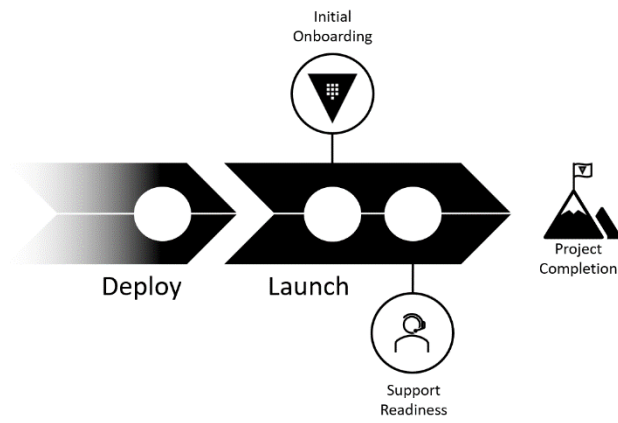 Initial
Onboarding
Deploy
Launch
Project
Completion
Support
Readiness